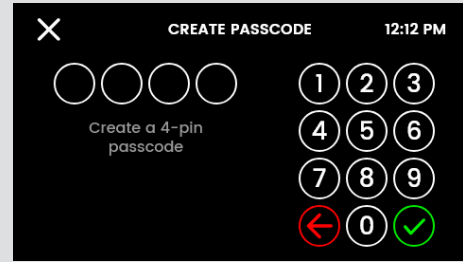 CREATE PASSCODE 12:12 PM
Create a 4-pin
passcode
1 2 3
4 5 6
7 8 9
0